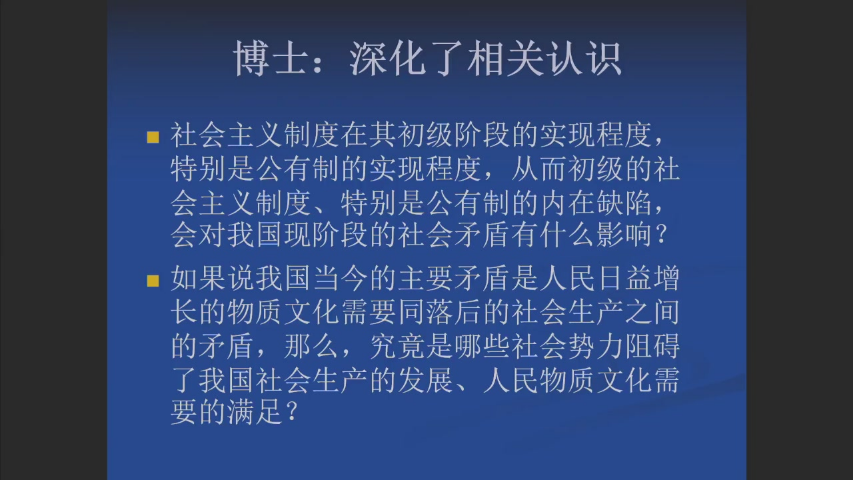 博士：深化了相关认识
社会主义制度在其初级阶段的实现程度，
特别是公有制的实现程度，从而初级的社
会主义制度、特别是公有制的内在缺陷，
会对我国现阶段的社会矛盾有什么影响？
如果说我国当今的主要矛盾是人民日益增
长的物质文化需要同落后的社会生产之间
的矛盾，那么，究竟是哪些社会势力阻碍
了我国社会生产的发展、人民物质文化需
要的满足？